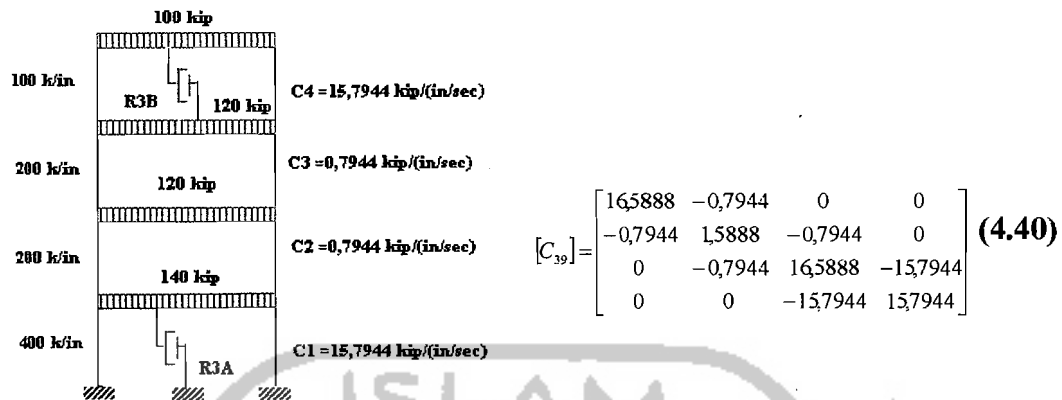 100 kip
100 k/in
R3B
120 kip
C4 =15,7944 kip/(in/sec)
200 k/in
120 kip
C3 =0,7944 kip/(in/sec)
200 k/in
140 kip
C2 =0,7944 kip/(in/sec)
400 k/in
R3A
C1 =15,7944 kip/(in/sec)
[C39]= [16,5888 −0,7944 0 0
−0,7944 1,5888 −0,7944 0
0 −0,7944 16,5888 −15,7944
0 0 −15,7944 15,7944] (4.40)
ISLAM